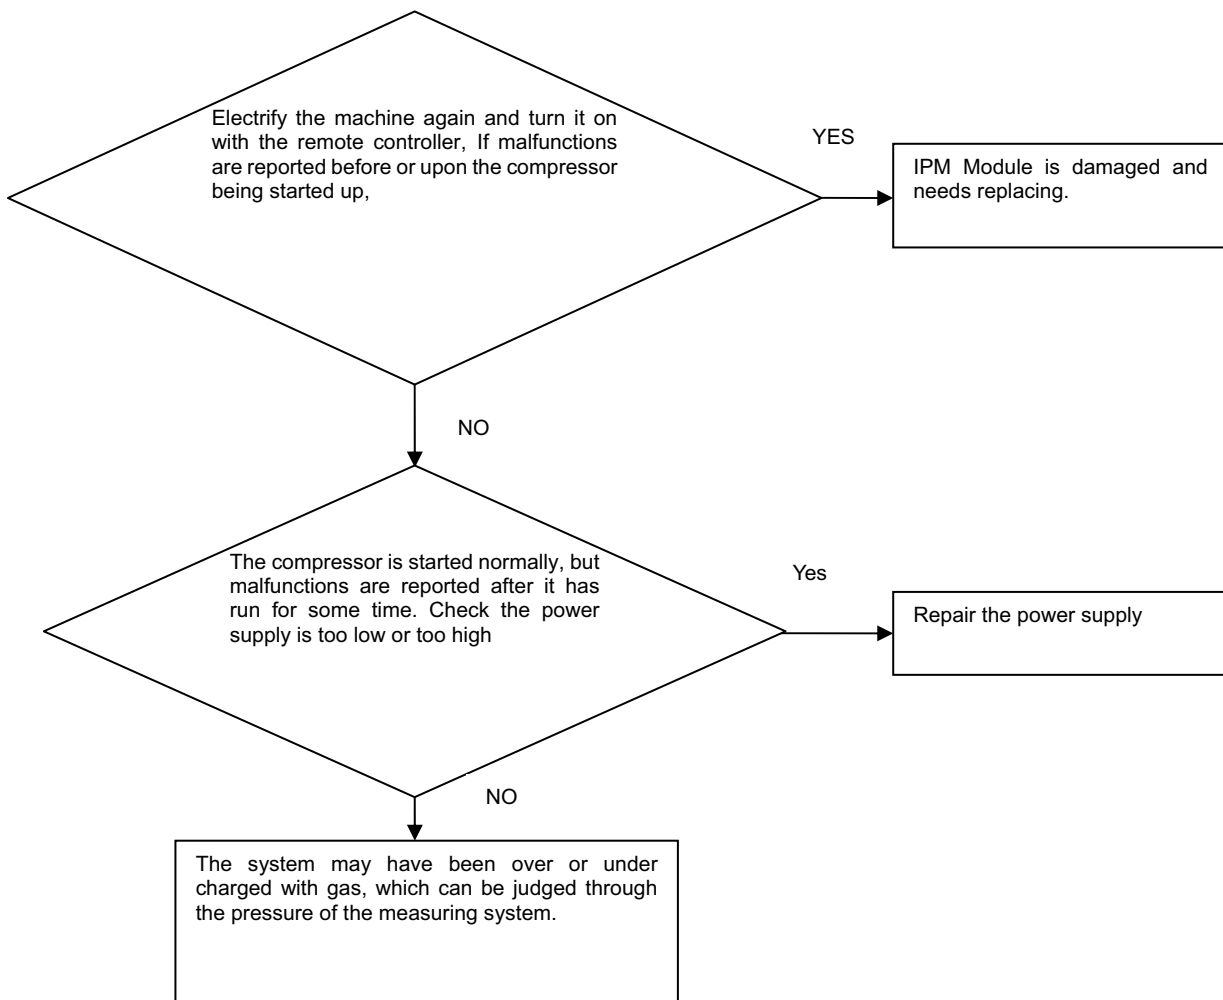 Electrify the machine again and turn it on
with the remote controller, If malfunctions
are reported before or upon the compressor
being started up,
YES
IPM Module is damaged and
needs replacing.
NO
The compressor is started normally, but
malfunctions are reported after it has
run for some time. Check the power
supply is too low or too high
Yes
Repair the power supply
NO
The system may have been over or under
charged with gas, which can be judged through
the pressure of the measuring system.